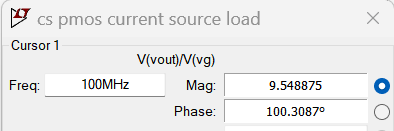 cs pmos current source load
Cursor 1
V(vout)/V(vg)
Freq: 100MHz Mag: 9.548875
Phase: 100.3087°